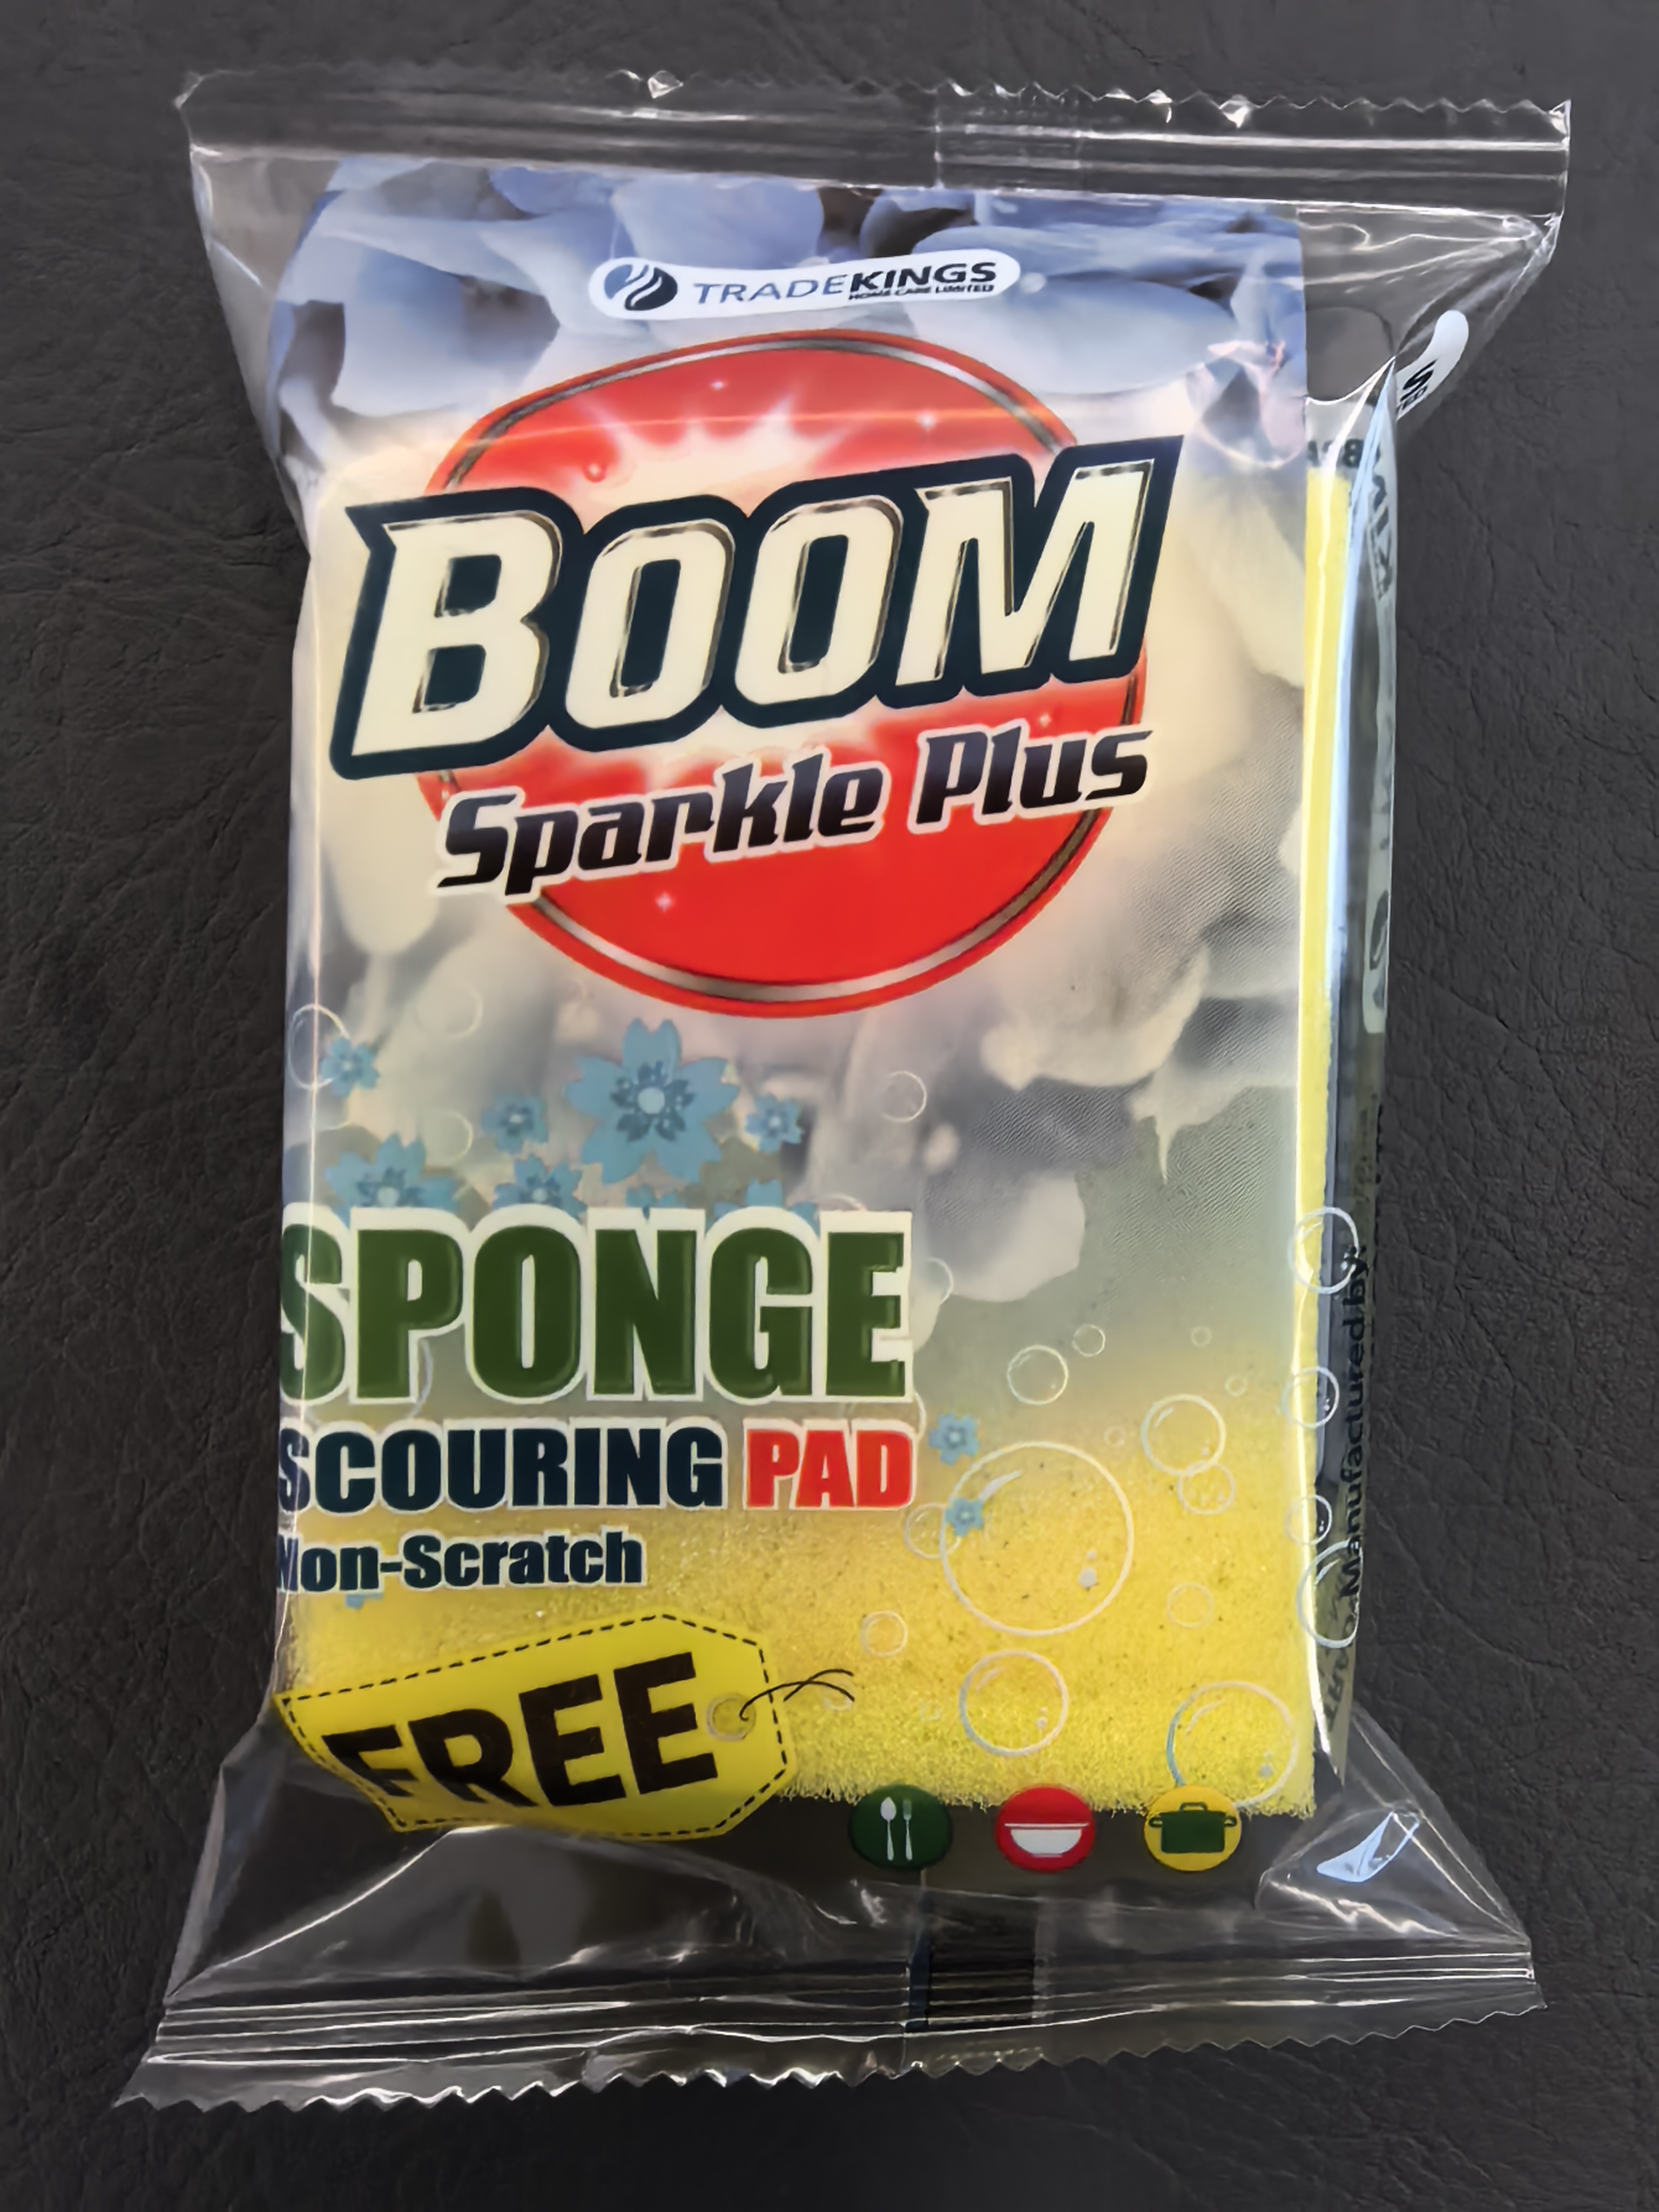 TRADEKINGS
HOME CARE LIMITED
BOOM
Sparkle Plus
SPONGE
SCOURING PAD
Non-Scratch
FREE
Manufactured by: